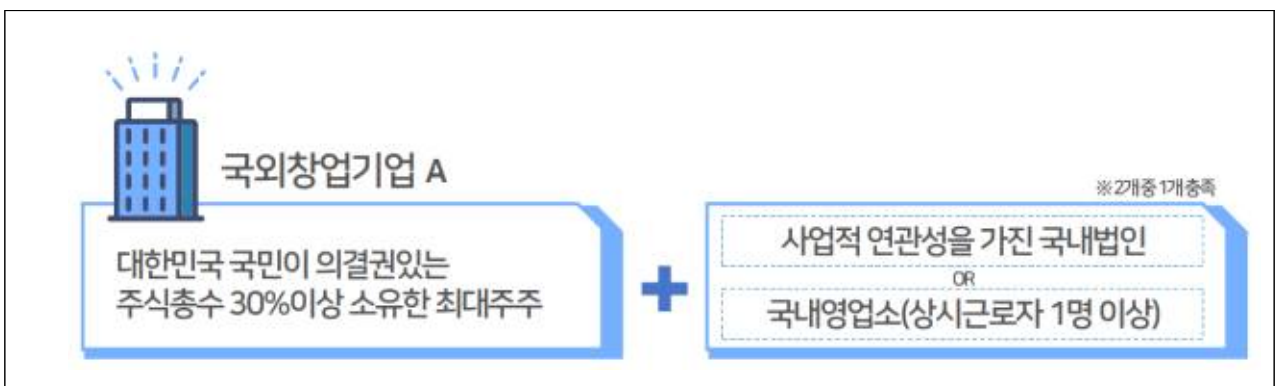 국외창업기업 A
대한민국 국민이 의결권있는
주식총수 30%이상 소유한 최대주주
※2개중 1개 충족
사업적 연관성을 가진 국내법인
OR
국내영업소(상시근로자 1명 이상)